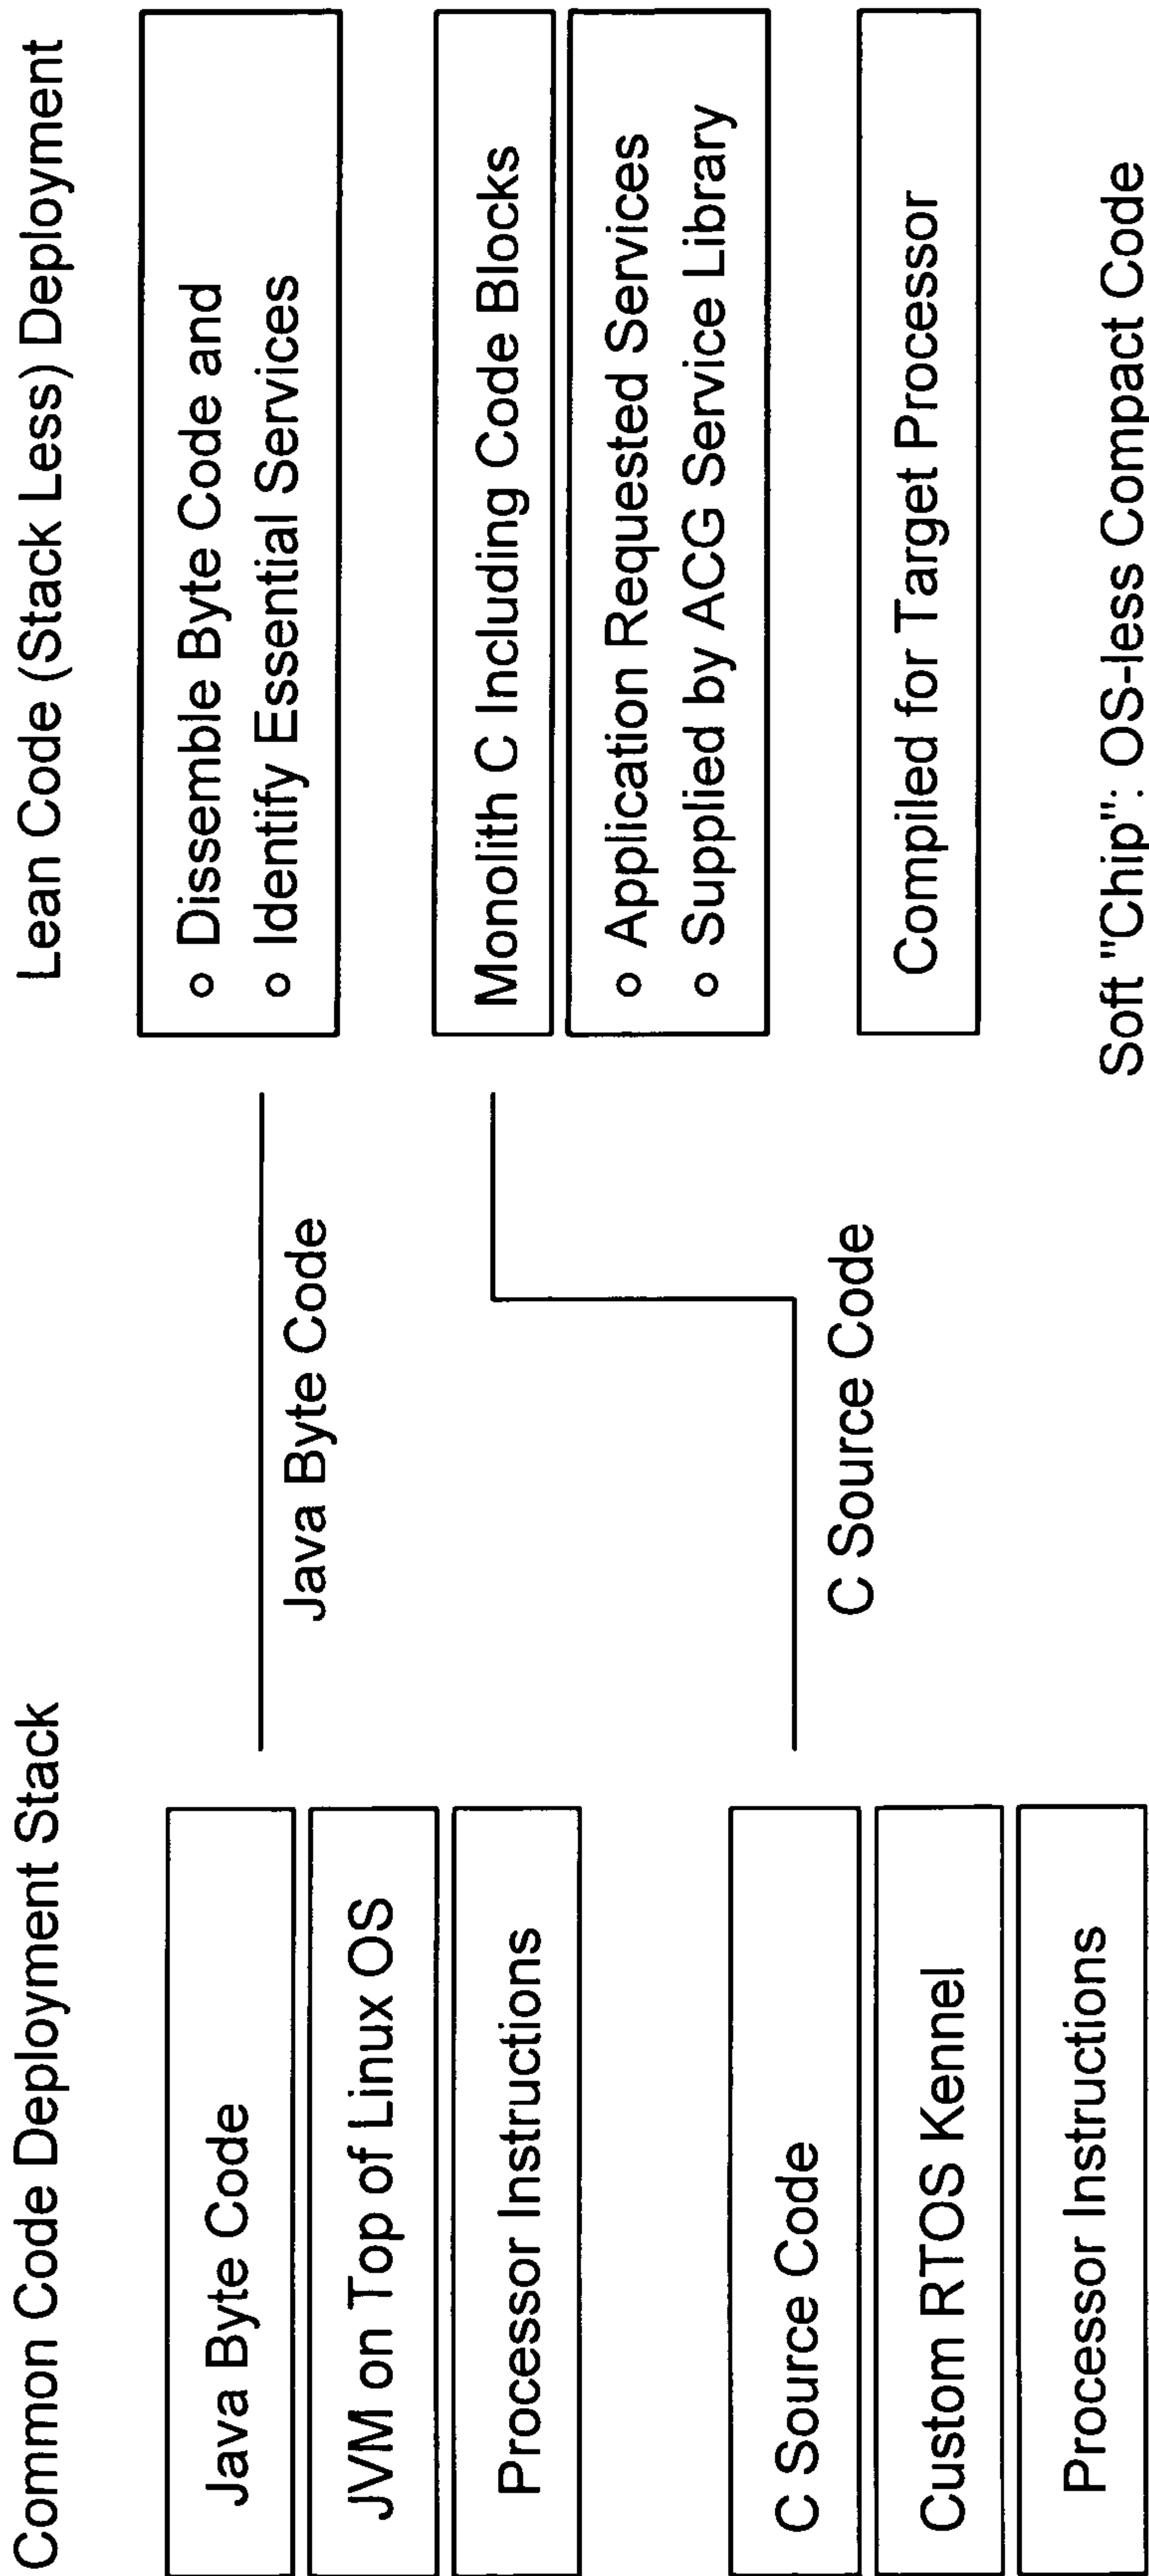 Common Code Deployment Stack
Java Byte Code
JVM on Top of Linux OS
Processor Instructions
C Source Code
Custom RTOS Kennel
Processor Instructions
Java Byte Code
C Source Code
Lean Code (Stack Less) Deployment
o Dissemble Byte Code and
o Identify Essential Services
Monolith C Including Code Blocks
o Application Requested Services
o Supplied by ACG Service Library
Compiled for Target Processor
Soft "Chip": OS-less Compact Code